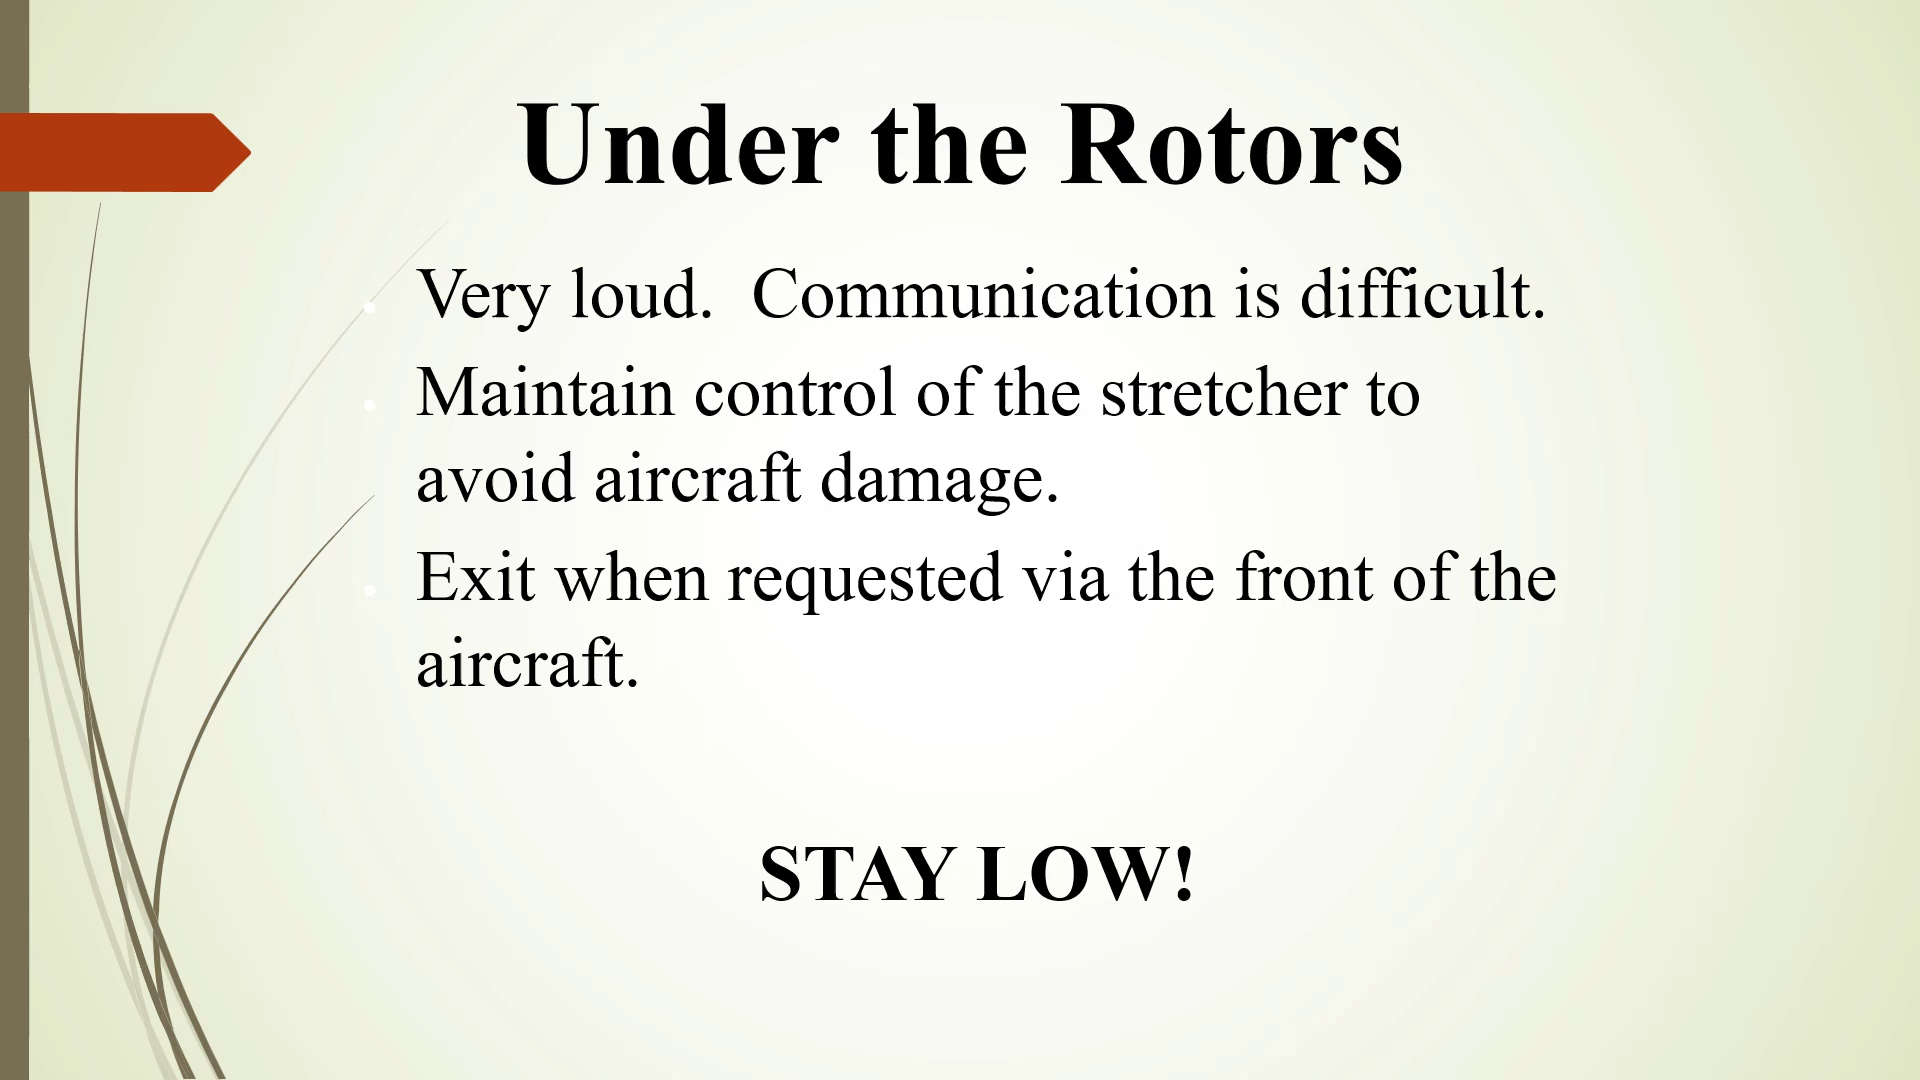 Under the Rotors
Very loud.  Communication is difficult.
Maintain control of the stretcher to
avoid aircraft damage.
Exit when requested via the front of the
aircraft.
STAY LOW!